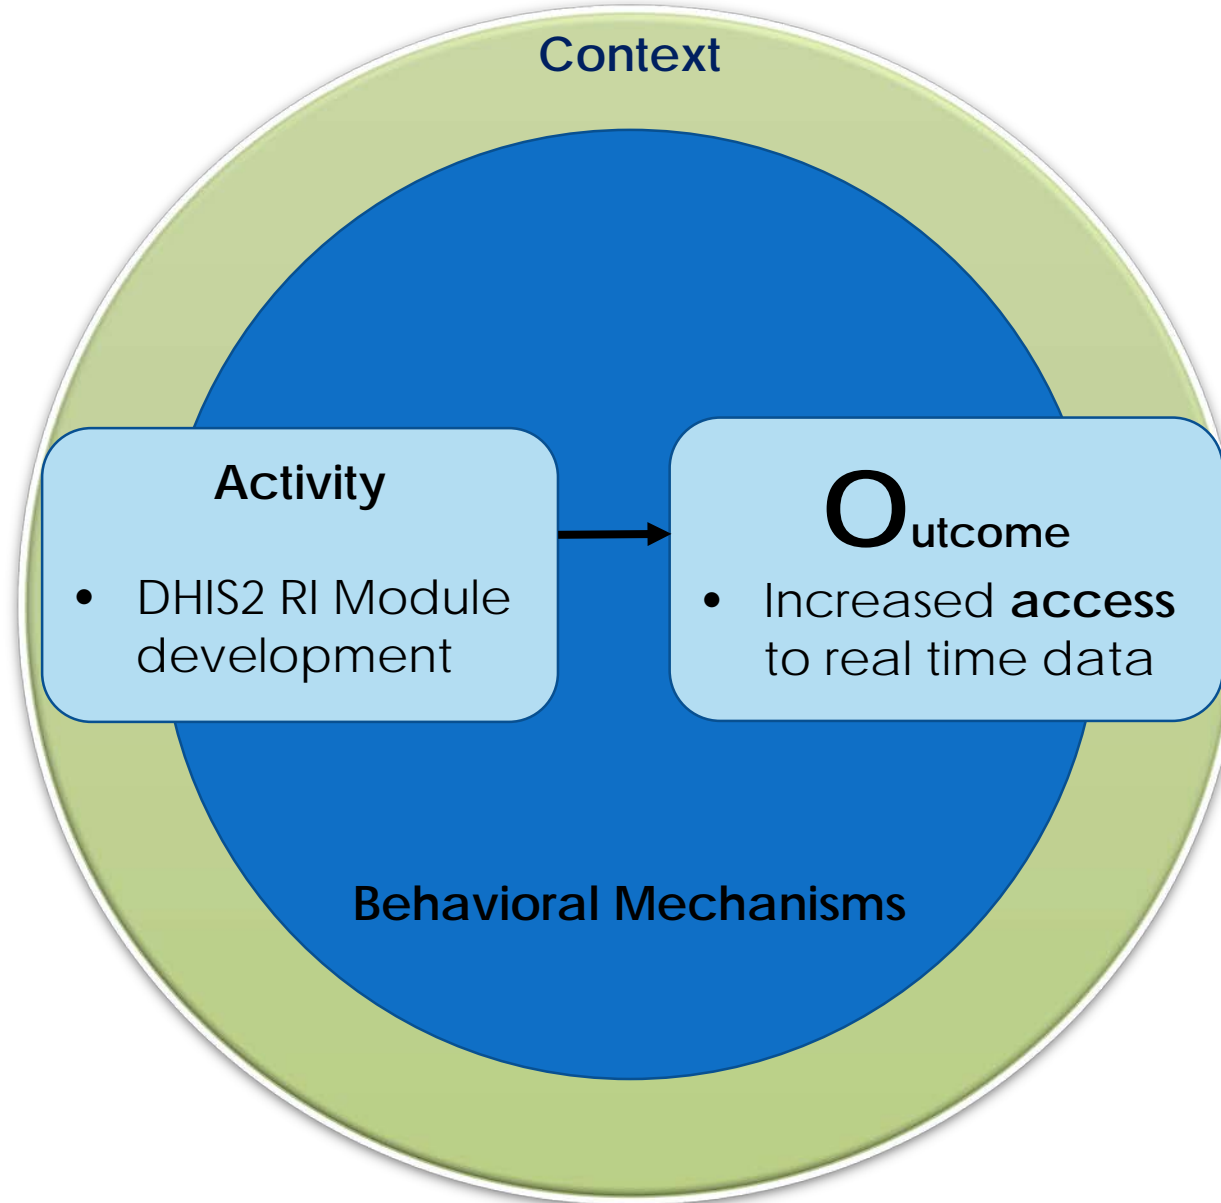 Context
Activity
• DHIS2 RI Module
development
Outcome
• Increased access
to real time data
Behavioral Mechanisms